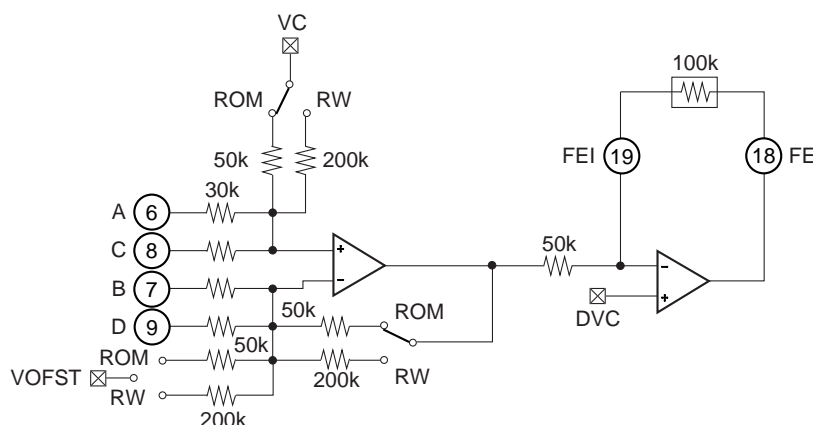 VC
100k
ROM
RW
50k
200k
FEI
19
18
FE
30k
A
6
C
8
+
50k
B
7
-
-
+
50k
ROM
DVC
D
9
ROM
50k
VOFST
200k
RW
RW
200k